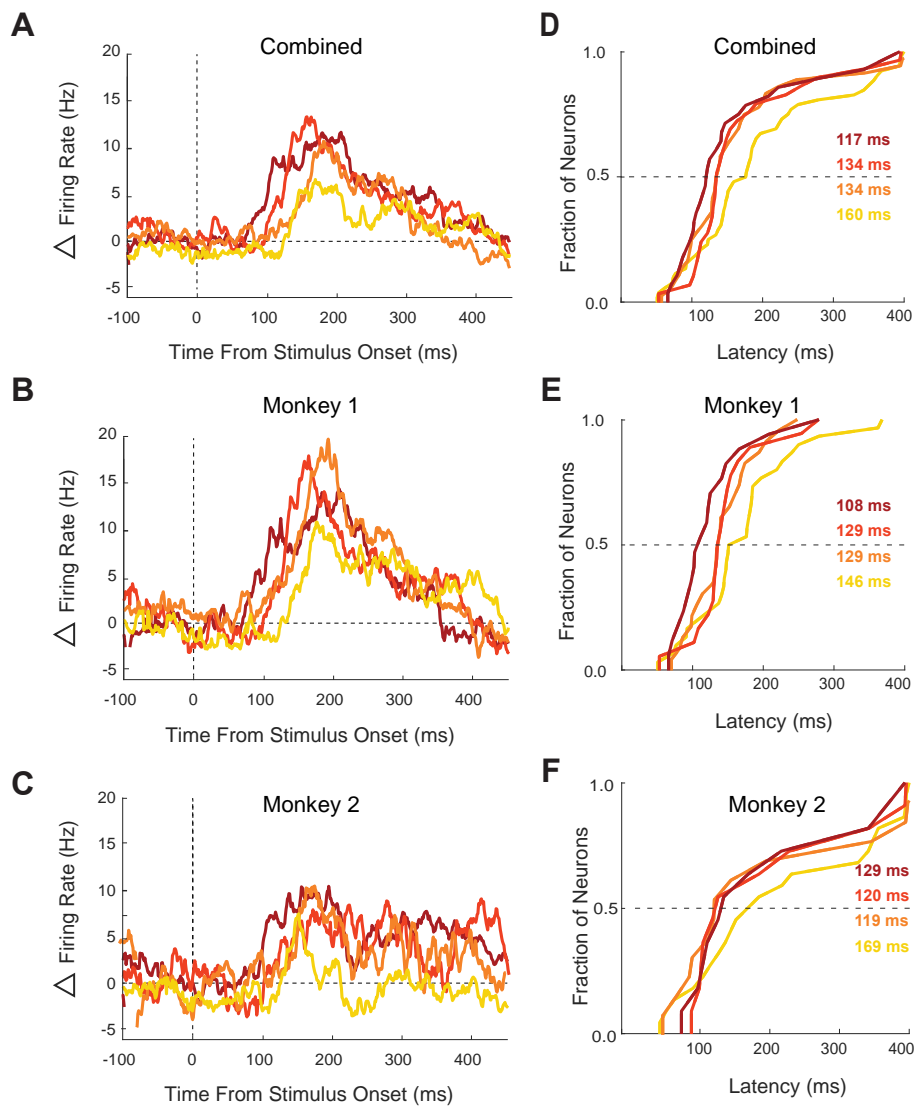 A
Combined
20
15
10
5
0
-5
△ Firing Rate (Hz)
-100 0 100 200 300 400
Time From Stimulus Onset (ms)
D
Combined
1.0
0.5
0.0
Fraction of Neurons
117 ms
134 ms
134 ms
160 ms
100 200 300 400
Latency (ms)
B
Monkey 1
20
15
10
5
0
-5
△ Firing Rate (Hz)
-100 0 100 200 300 400
Time From Stimulus Onset (ms)
E
Monkey 1
1.0
0.5
0.0
Fraction of Neurons
108 ms
129 ms
129 ms
146 ms
100 200 300 400
Latency (ms)
C
Monkey 2
20
15
10
5
0
-5
△ Firing Rate (Hz)
-100 0 100 200 300 400
Time From Stimulus Onset (ms)
F
Monkey 2
1.0
0.5
0.0
Fraction of Neurons
129 ms
120 ms
119 ms
169 ms
100 200 300 400
Latency (ms)